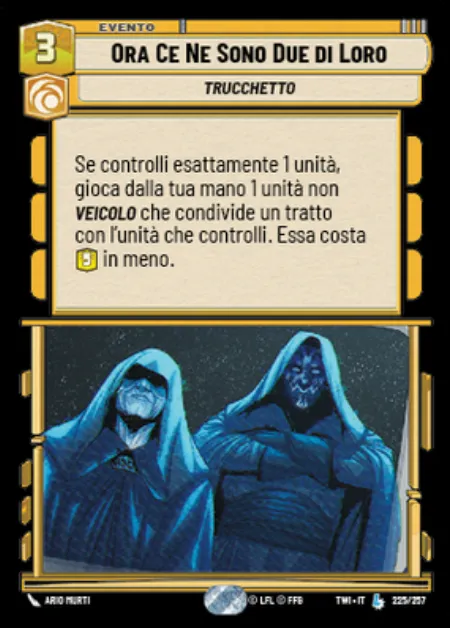 EVENTO
3
ORA CE NE SONO DUE DI LORO
TRUCCHETTO
Se controlli esattamente 1 unità,
gioca dalla tua mano 1 unità non
VEICOLO che condivide un tratto
con l'unità che controlli. Essa costa
in meno.
ARIO MURTI
© LFL © FFG
TWI • IT
L
225/257